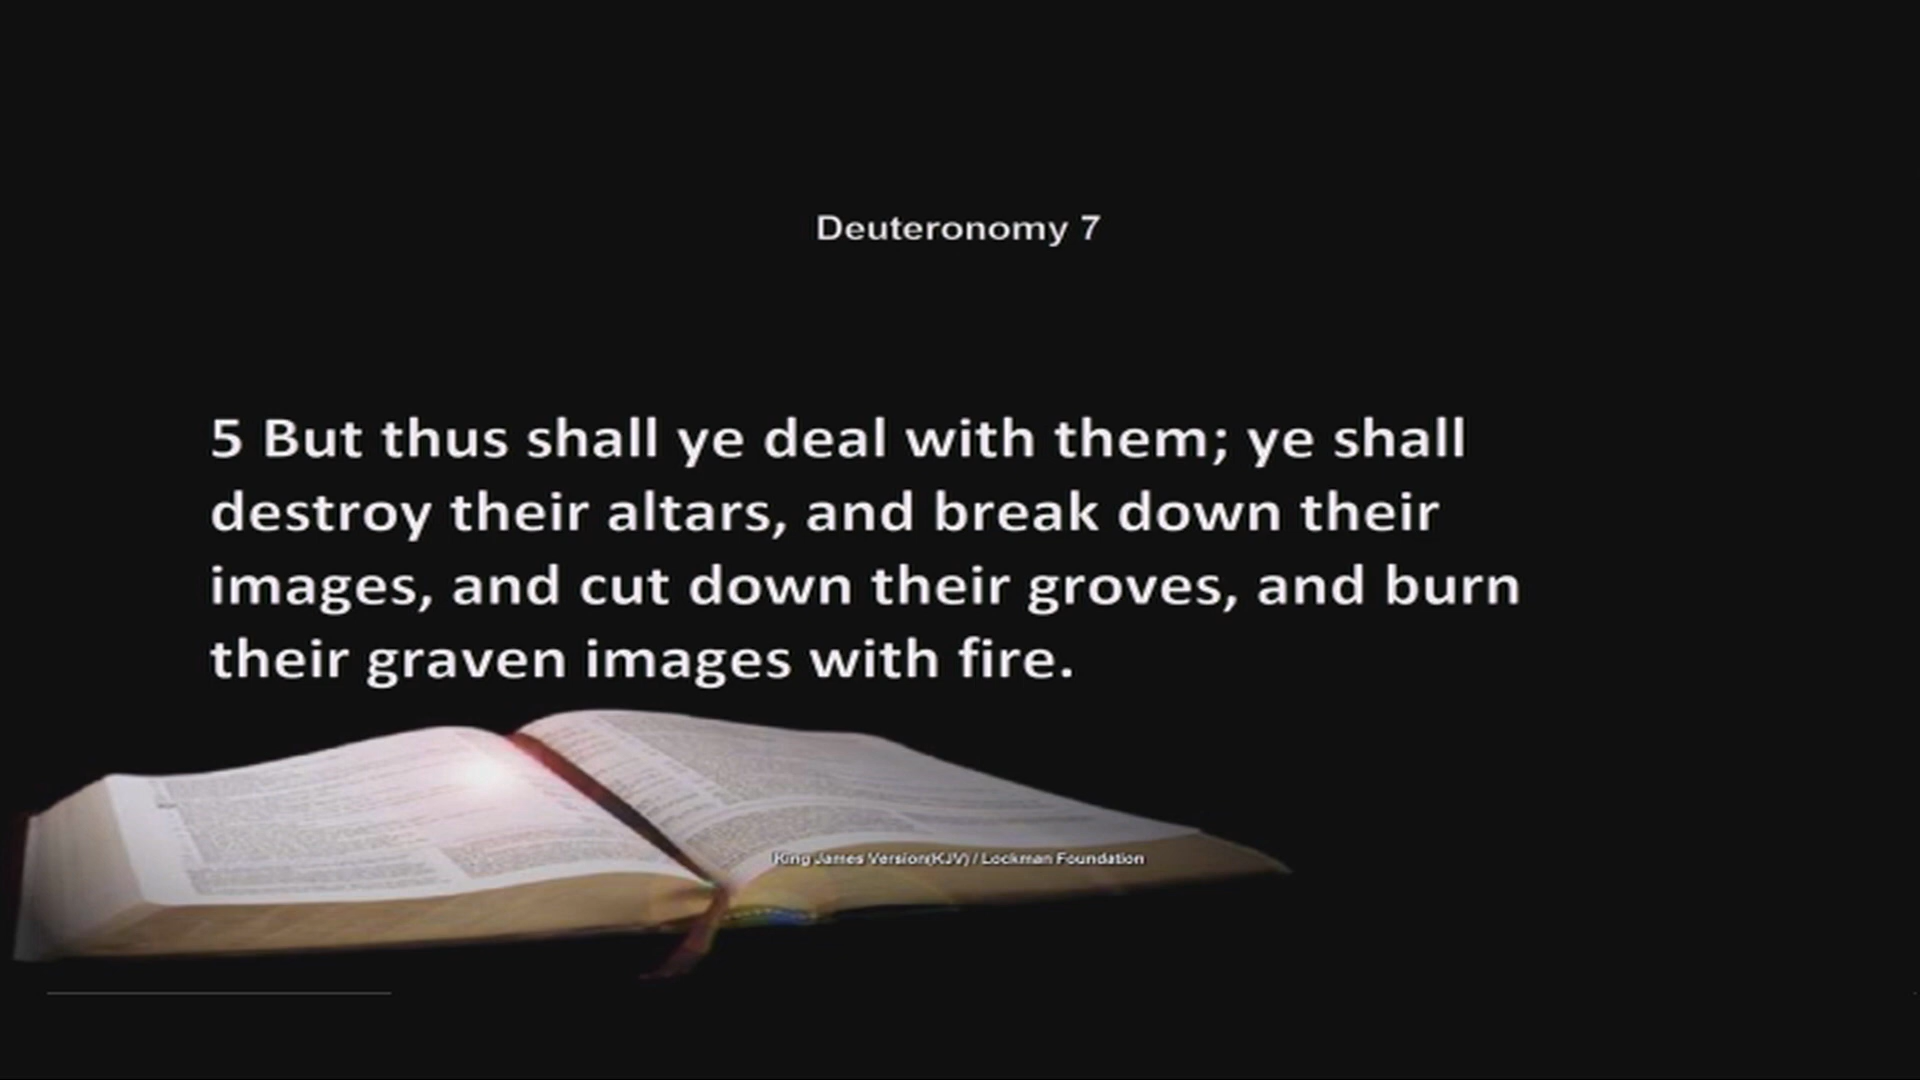 Deuteronomy 7
5 But thus shall ye deal with them; ye shall
destroy their altars, and break down their
images, and cut down their groves, and burn
their graven images with fire.
King James Version(KJV) / Lockman Foundation